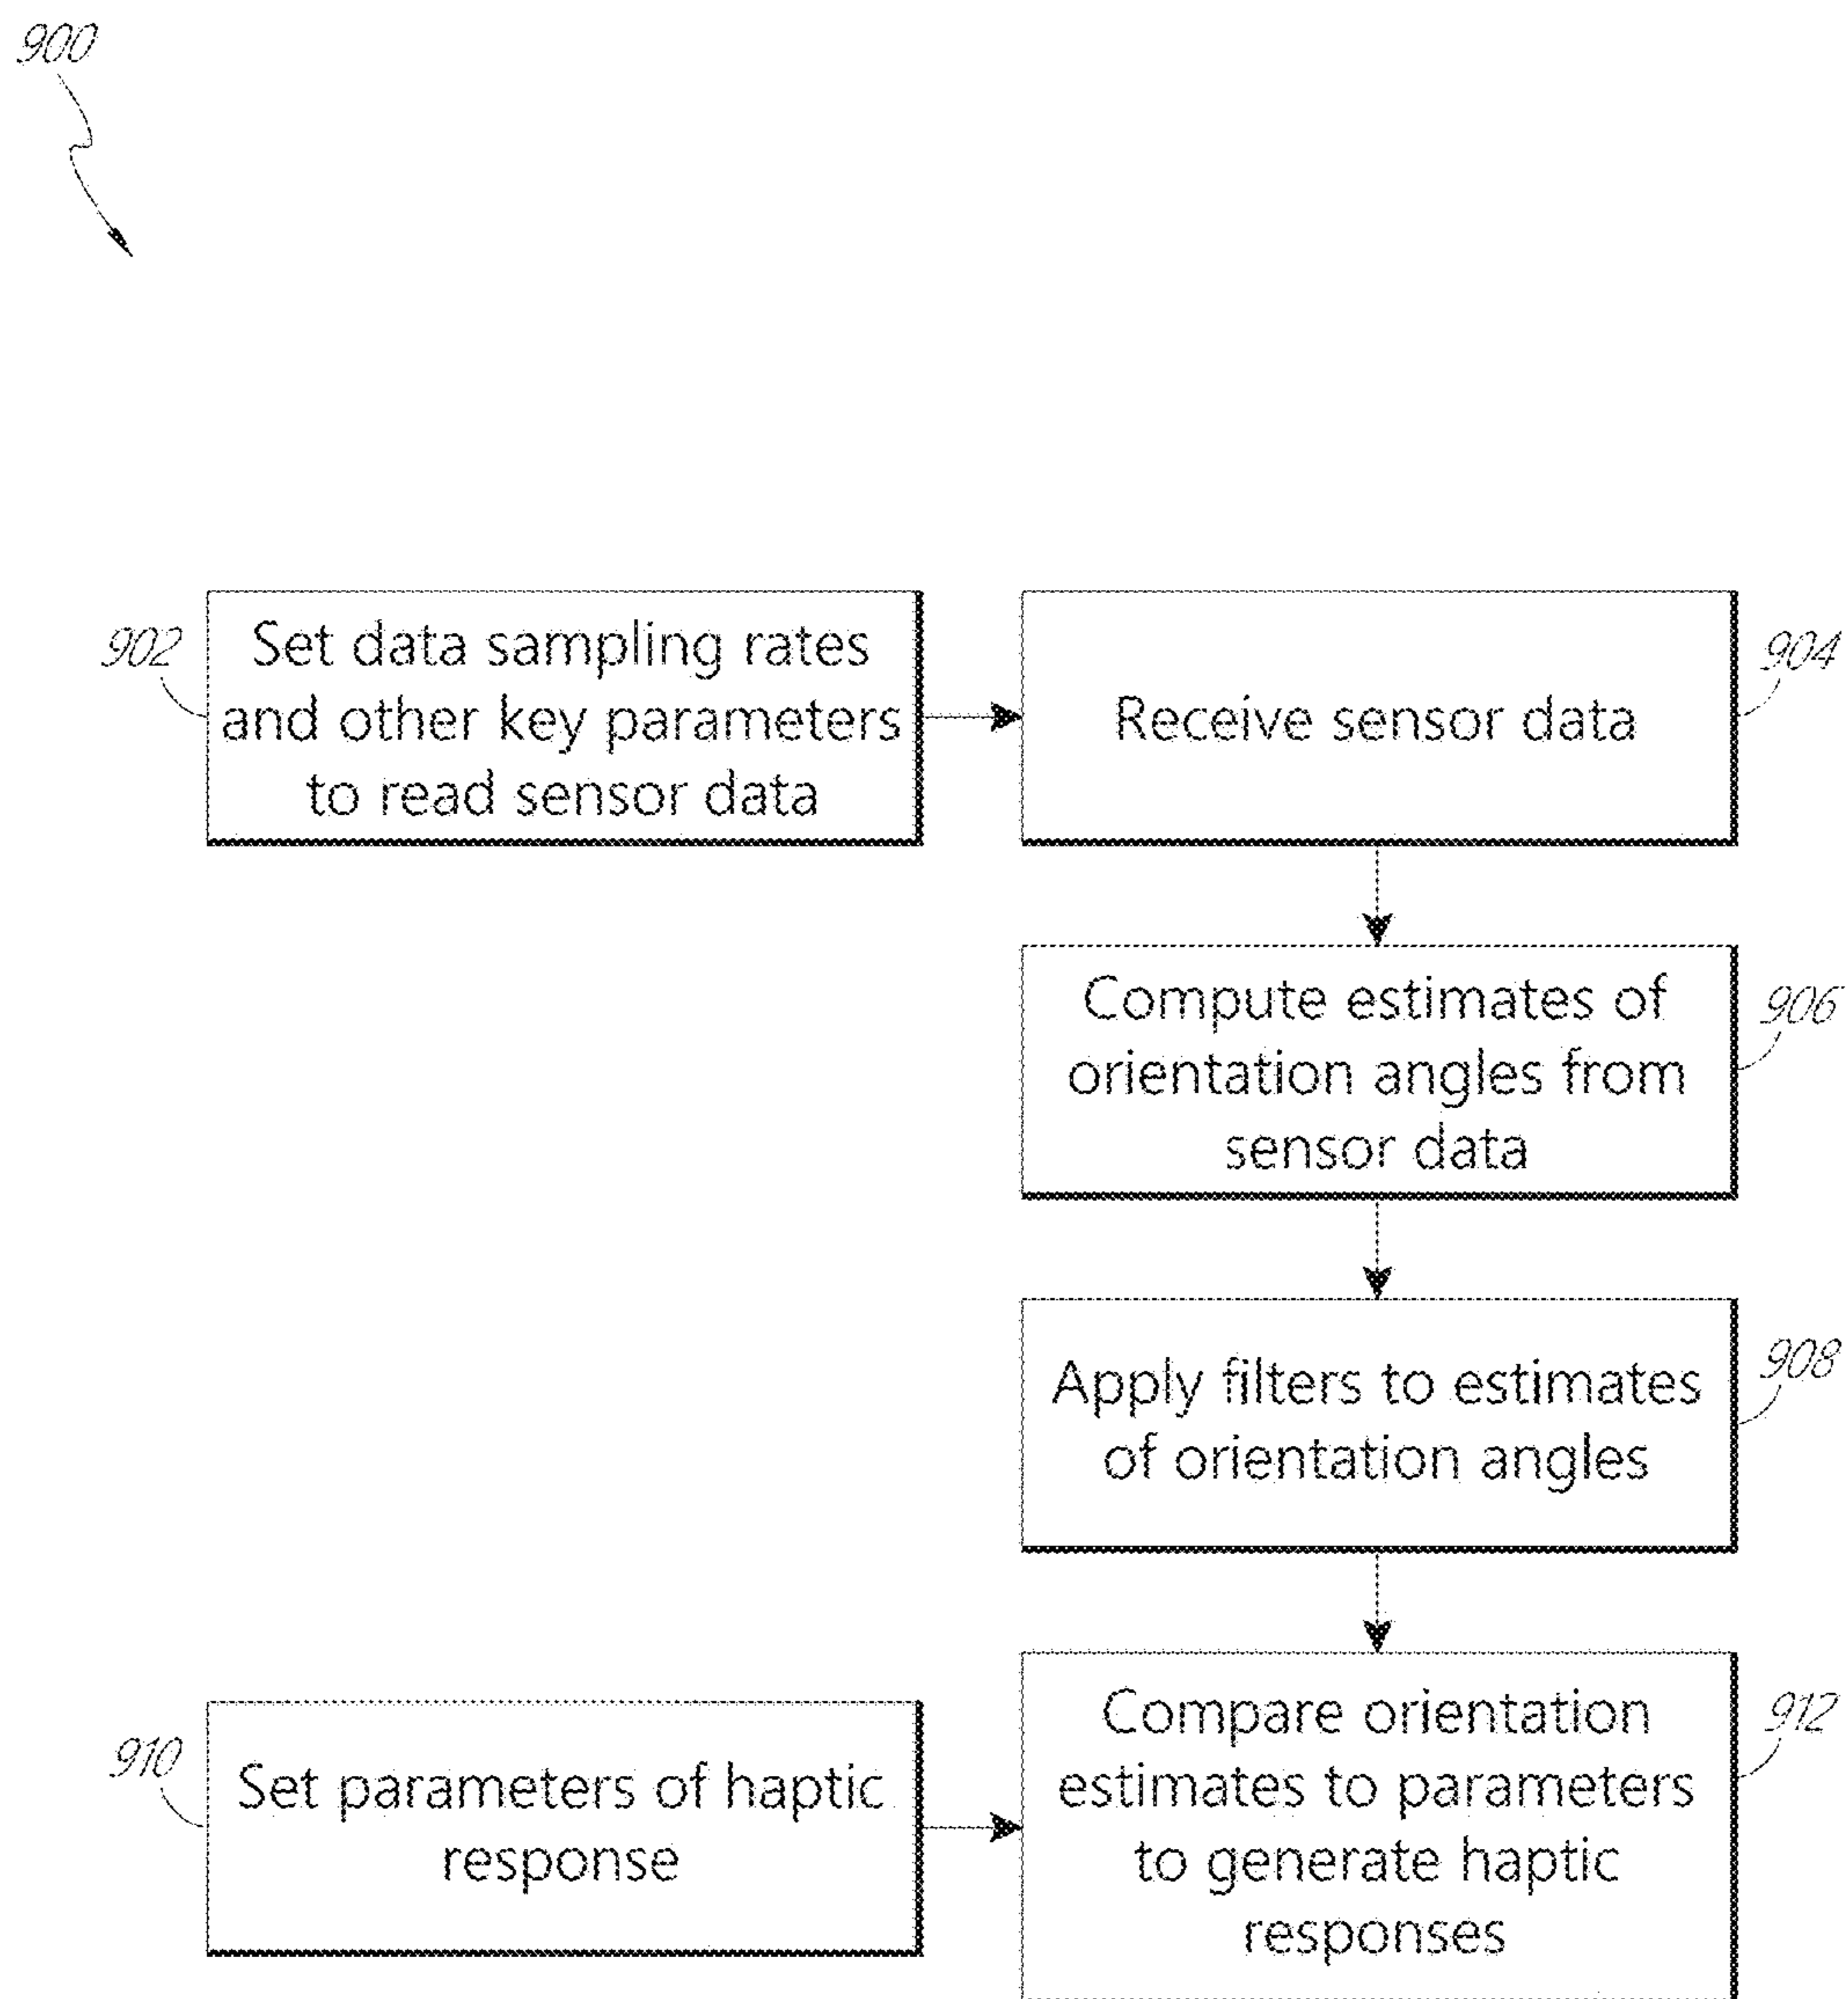 900
902
Set data sampling rates
and other key parameters
to read sensor data
Receive sensor data
904
Compute estimates of
orientation angles from
sensor data
906
Apply filters to estimates
of orientation angles
908
910
Set parameters of haptic
response
Compare orientation
estimates to parameters
to generate haptic
responses
912